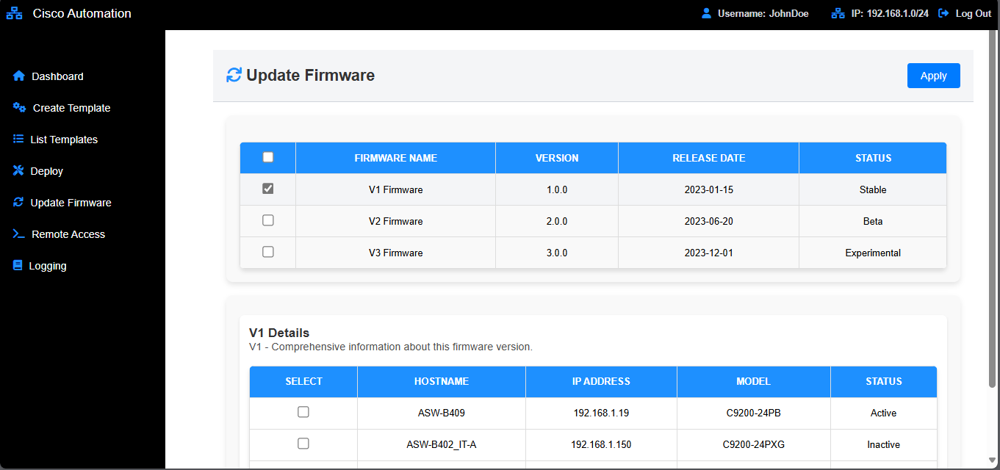 Cisco Automation
Username: JohnDoe
IP: 192.168.1.0/24
Log Out
Dashboard
Create Template
List Templates
Deploy
Update Firmware
Remote Access
Logging
Update Firmware
Apply
FIRMWARE NAME VERSION RELEASE DATE STATUS
V1 Firmware 1.0.0 2023-01-15 Stable
V2 Firmware 2.0.0 2023-06-20 Beta
V3 Firmware 3.0.0 2023-12-01 Experimental
V1 Details
V1 - Comprehensive information about this firmware version.
SELECT HOSTNAME IP ADDRESS MODEL STATUS
ASW-B409 192.168.1.19 C9200-24PB Active
ASW-B402_IT-A 192.168.1.150 C9200-24PXG Inactive